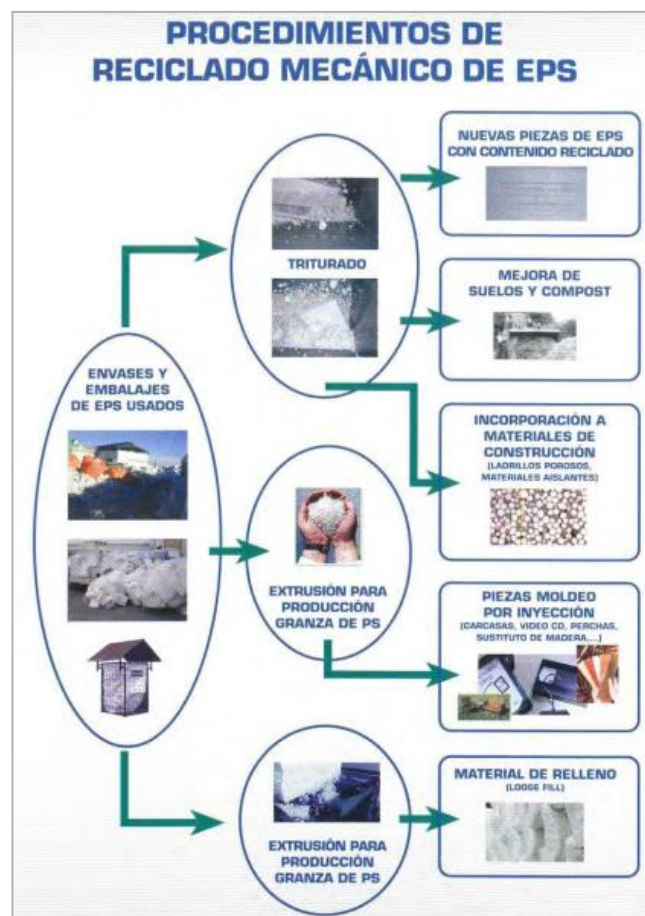 PROCEDIMIENTOS DE
RECICLADO MECÁNICO DE EPS
ENVASES Y
EMBALAJES
DE EPS USADOS
TRITURADO
NUEVAS PIEZAS DE EPS
CON CONTENIDO RECICLADO
MEJORA DE
SUELOS Y COMPOST
INCORPORACIÓN A
MATERIALES DE
CONSTRUCCIÓN
(LADRILLOS POROSOS,
MATERIALES AISLANTES)
EXTRUSIÓN PARA
PRODUCCIÓN
GRANZA DE PS
PIEZAS MOLDEO
POR INYECCIÓN
(CARCASAS, VIDEO CD, PERCHAS,
SUSTITUTO DE MADERA....)
EXTRUSIÓN PARA
PRODUCCIÓN
GRANZA DE PS
MATERIAL DE RELLENO
(LOOSE FILL)